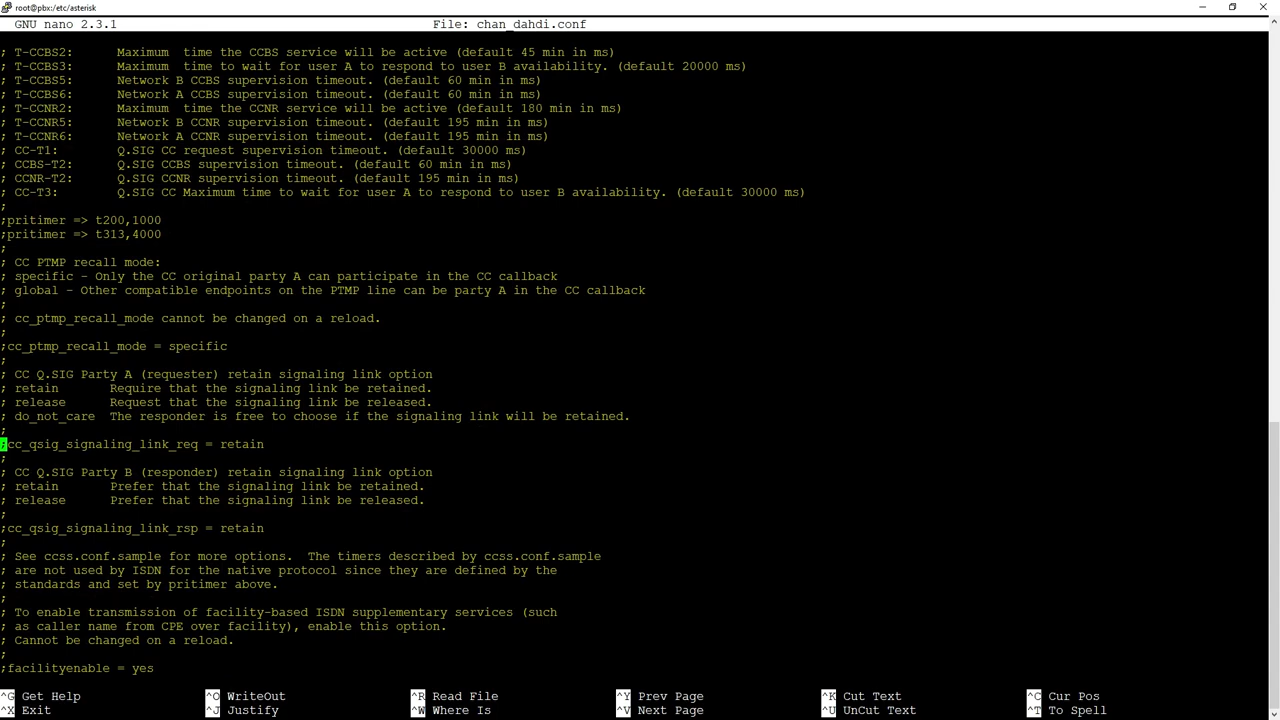 root@pbx:/etc/asterisk
GNU nano 2.3.1 File: chan_dahdi.conf
; T-CCBS2: Maximum time the CCBS service will be active (default 45 min in ms)
; T-CCBS3: Maximum time to wait for user A to respond to user B availability. (default 20000 ms)
; T-CCBS5: Network B CCBS supervision timeout. (default 60 min in ms)
; T-CCBS6: Network A CCBS supervision timeout. (default 60 min in ms)
; T-CCNR2: Maximum time the CCNR service will be active (default 180 min in ms)
; T-CCNR5: Network B CCNR supervision timeout. (default 195 min in ms)
; T-CCNR6: Network A CCNR supervision timeout. (default 195 min in ms)
; CC-T1: Q.SIG CC request supervision timeout. (default 30000 ms)
; CCBS-T2: Q.SIG CCBS supervision timeout. (default 60 min in ms)
; CCNR-T2: Q.SIG CCNR supervision timeout. (default 195 min in ms)
; CC-T3: Q.SIG CC Maximum time to wait for user A to respond to user B availability. (default 30000 ms)
;
;pritimer => t200,1000
;pritimer => t313,4000
;
; CC PTMP recall mode:
; specific - Only the CC original party A can participate in the CC callback
; global - Other compatible endpoints on the PTMP line can be party A in the CC callback
;
; cc_ptmp_recall_mode cannot be changed on a reload.
;
;cc_ptmp_recall_mode = specific
;
; CC Q.SIG Party A (requester) retain signaling link option
; retain Require that the signaling link be retained.
; release Request that the signaling link be released.
; do_not_care The responder is free to choose if the signaling link will be retained.
;
;cc_qsig_signaling_link_req = retain
;
; CC Q.SIG Party B (responder) retain signaling link option
; retain Prefer that the signaling link be retained.
; release Prefer that the signaling link be released.
;
;cc_qsig_signaling_link_rsp = retain
;
; See ccss.conf.sample for more options. The timers described by ccss.conf.sample
; are not used by ISDN for the native protocol since they are defined by the
; standards and set by pritimer above.
;
; To enable transmission of facility-based ISDN supplementary services (such
; as caller name from CPE over facility), enable this option.
; Cannot be changed on a reload.
;
;facilityenable = yes
^G Get Help ^O WriteOut ^R Read File ^Y Prev Page ^K Cut Text ^C Cur Pos
^X Exit ^J Justify ^W Where Is ^V Next Page ^U UnCut Text ^T To Spell